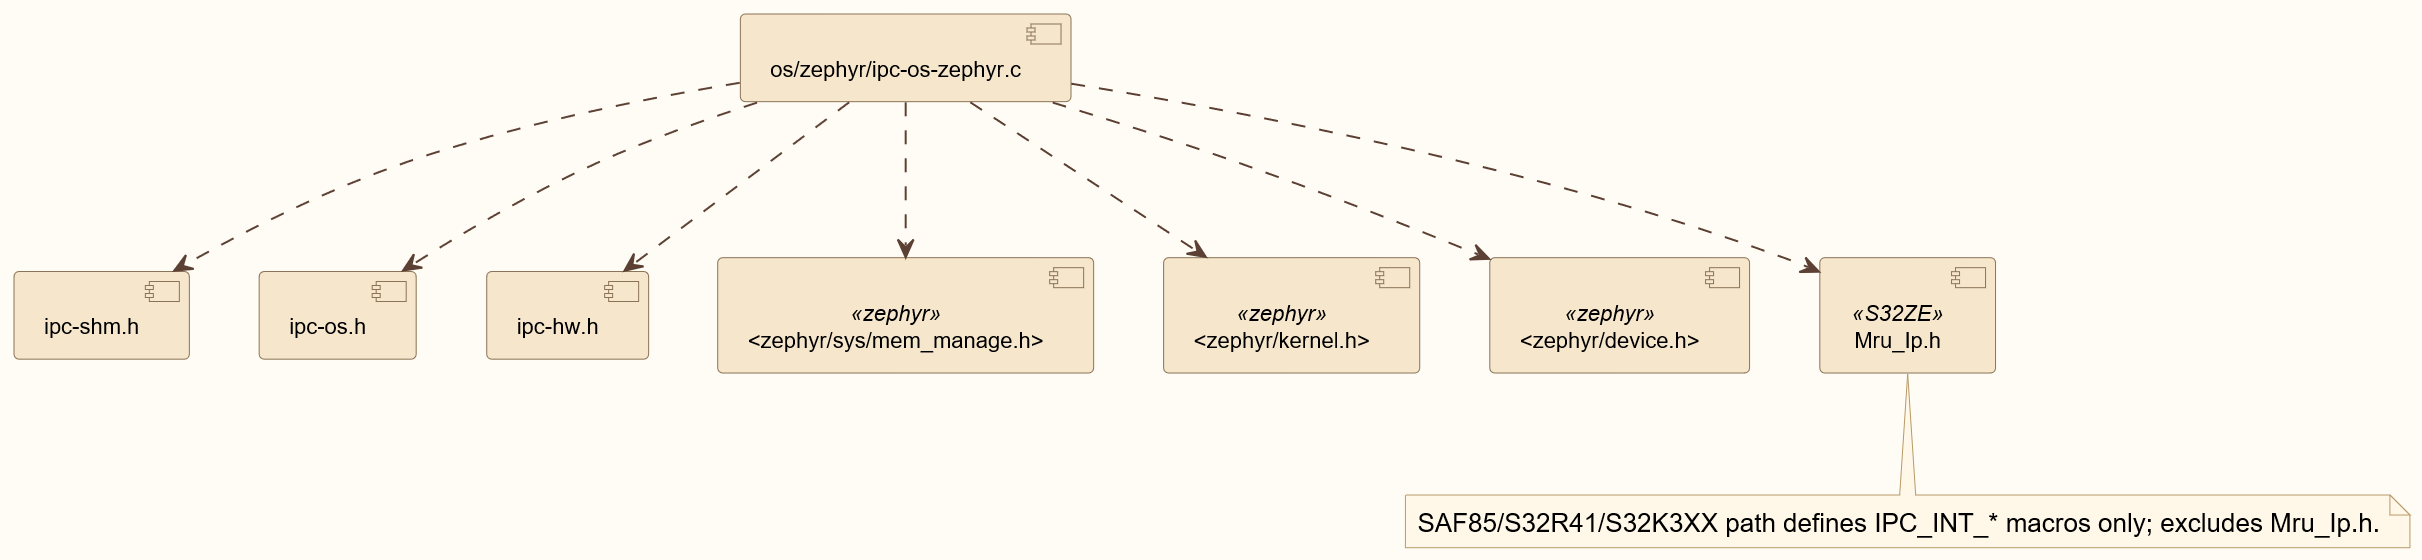 os/zephyr/ipc-os-zephyr.c
ipc-shm.h
ipc-os.h
ipc-hw.h
«zephyr»
<zephyr/sys/mem_manage.h>
«zephyr»
<zephyr/kernel.h>
«zephyr»
<zephyr/device.h>
«S32ZE»
Mru_Ip.h
SAF85/S32R41/S32K3XX path defines IPC_INT_* macros only; excludes Mru_Ip.h.